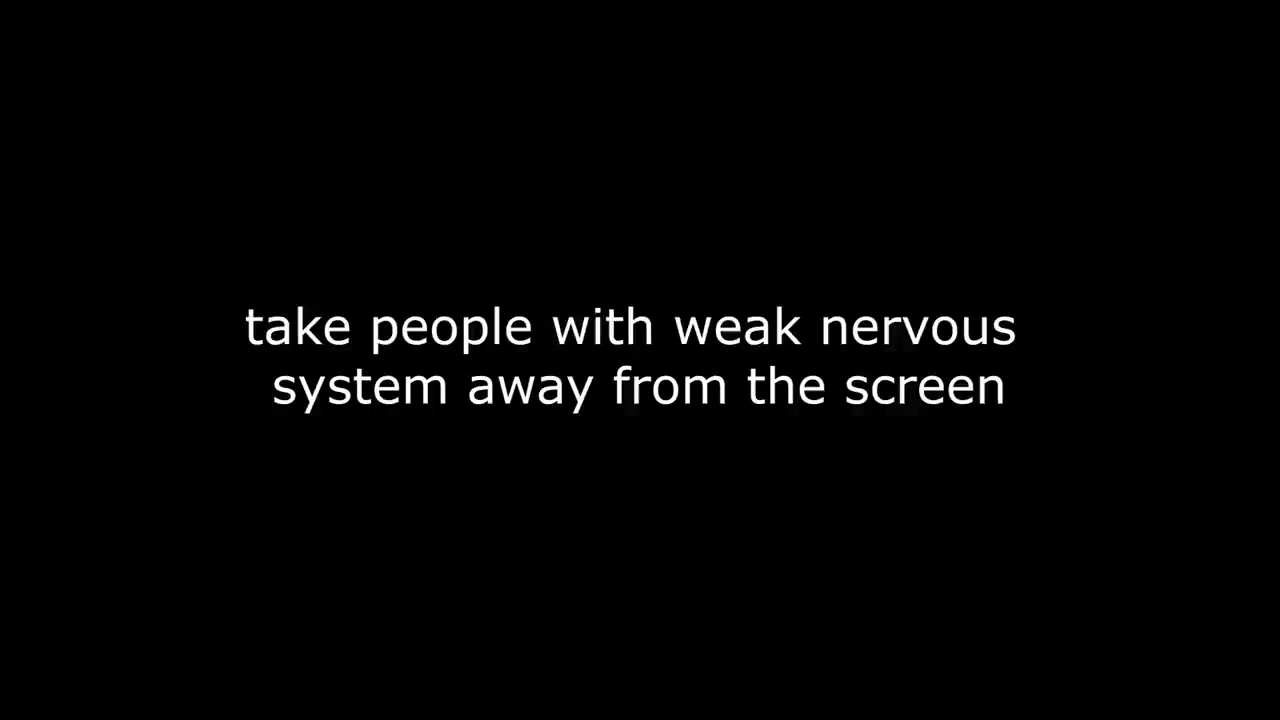 take people with weak nervous
system away from the screen